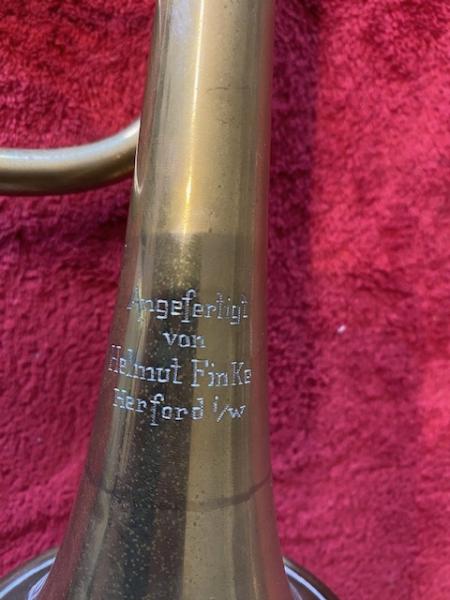 Angefertigt
von
Helmut Finke
Herford i/w